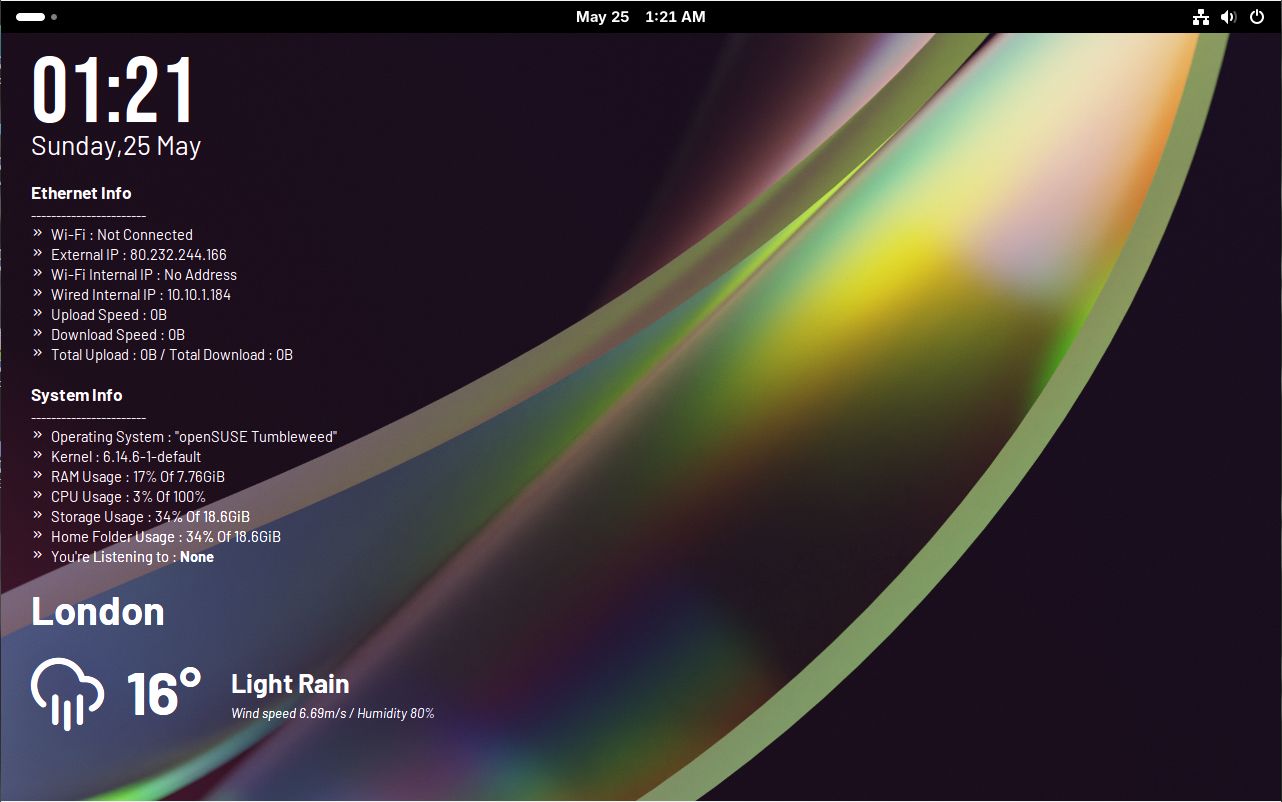 May 25 1:21 AM
01:21
Sunday,25 May
Ethernet Info
-----------------------
» Wi-Fi : Not Connected
» External IP : 80.232.244.166
» Wi-Fi Internal IP : No Address
» Wired Internal IP : 10.10.1.184
» Upload Speed : 0B
» Download Speed : 0B
» Total Upload : 0B / Total Download : 0B
System Info
-----------------------
» Operating System : "openSUSE Tumbleweed"
» Kernel : 6.14.6-1-default
» RAM Usage : 17% Of 7.76GiB
» CPU Usage : 3% Of 100%
» Storage Usage : 34% Of 18.6GiB
» Home Folder Usage : 34% Of 18.6GiB
» You're Listening to : None
London
16° Light Rain
Wind speed 6.69m/s / Humidity 80%